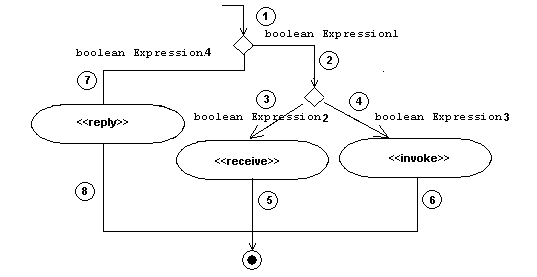 1
boolean Expression1
boolean Expression4
2
7
3
4
boolean Expression2
boolean Expression3
<<reply>>
<<receive>>
<<invoke>>
8
5
6